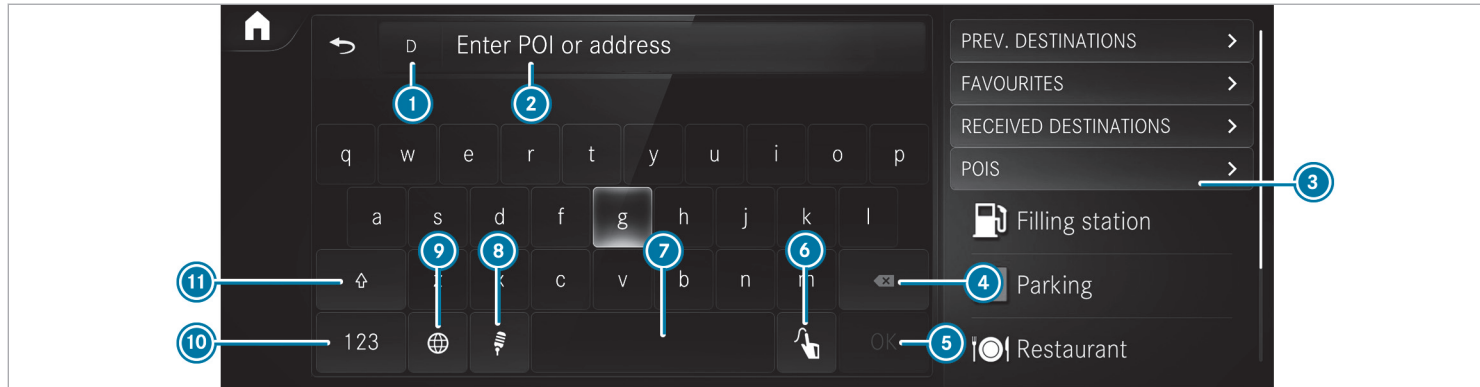 D Enter POI or address
1 2
q w e r t y u i o p
a s d f g h j k l
9 8 7 6
11 z x c v b n m 4
10 123 OK 5
PREV. DESTINATIONS
FAVOURITES
RECEIVED DESTINATIONS
POIS
3
Filling station
Parking
Restaurant